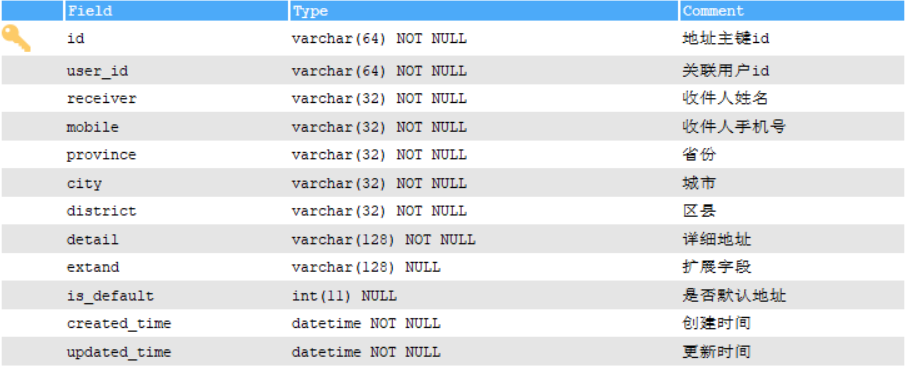 Field Type Comment
id varchar(64) NOT NULL 地址主键id
user_id varchar(64) NOT NULL 关联用户id
receiver varchar(32) NOT NULL 收件人姓名
mobile varchar(32) NOT NULL 收件人手机号
province varchar(32) NOT NULL 省份
city varchar(32) NOT NULL 城市
district varchar(32) NOT NULL 区县
detail varchar(128) NOT NULL 详细地址
extand varchar(128) NULL 扩展字段
is_default int(11) NULL 是否默认地址
created_time datetime NOT NULL 创建时间
updated_time datetime NOT NULL 更新时间